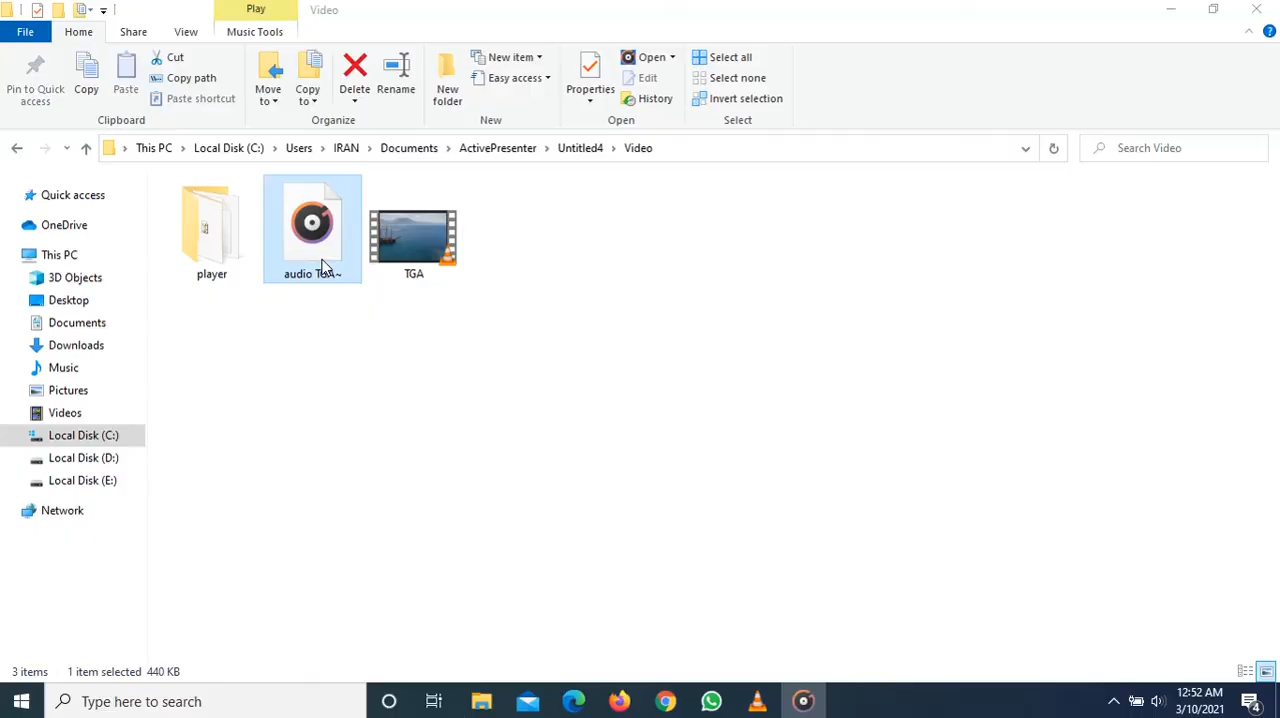 Play
Video
File
Home
Share
View
Music Tools
Pin to Quick access
Copy
Paste
Cut
Copy path
Paste shortcut
Clipboard
Move to
Copy to
Delete
Rename
Organize
New folder
New item
Easy access
New
Properties
Open
Edit
History
Open
Select all
Select none
Invert selection
Select
This PC
Local Disk (C:)
Users
IRAN
Documents
ActivePresenter
Untitled4
Video
Search Video
Quick access
OneDrive
This PC
3D Objects
Desktop
Documents
Downloads
Music
Pictures
Videos
Local Disk (C:)
Local Disk (D:)
Local Disk (E:)
Network
player
audio TGA~
TGA
3 items
1 item selected 440 KB
Type here to search
12:52 AM
3/10/2021
4